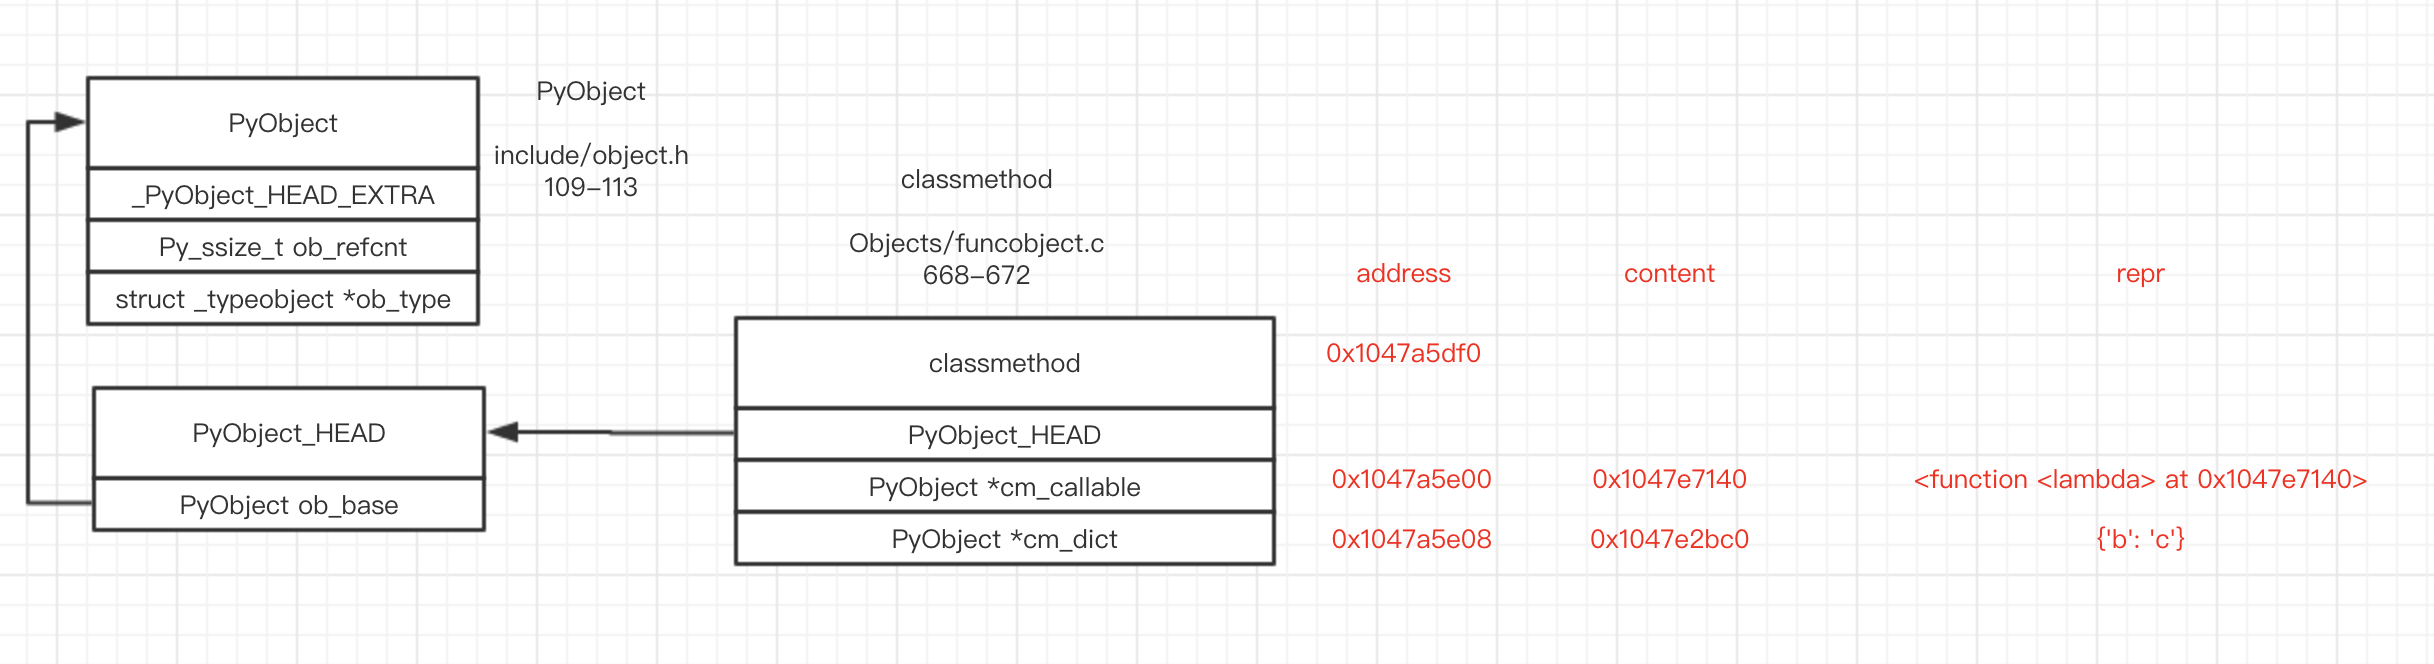 PyObject
_PyObject_HEAD_EXTRA
Py_ssize_t ob_refcnt
struct _typeobject *ob_type
PyObject
include/object.h
109-113
PyObject_HEAD
PyObject ob_base
classmethod
Objects/funcobject.c
668-672
classmethod
PyObject_HEAD
PyObject *cm_callable
PyObject *cm_dict
address
content
repr
0x1047a5df0
0x1047a5e00
0x1047e7140
<function <lambda> at 0x1047e7140>
0x1047a5e08
0x1047e2bc0
{'b': 'c'}